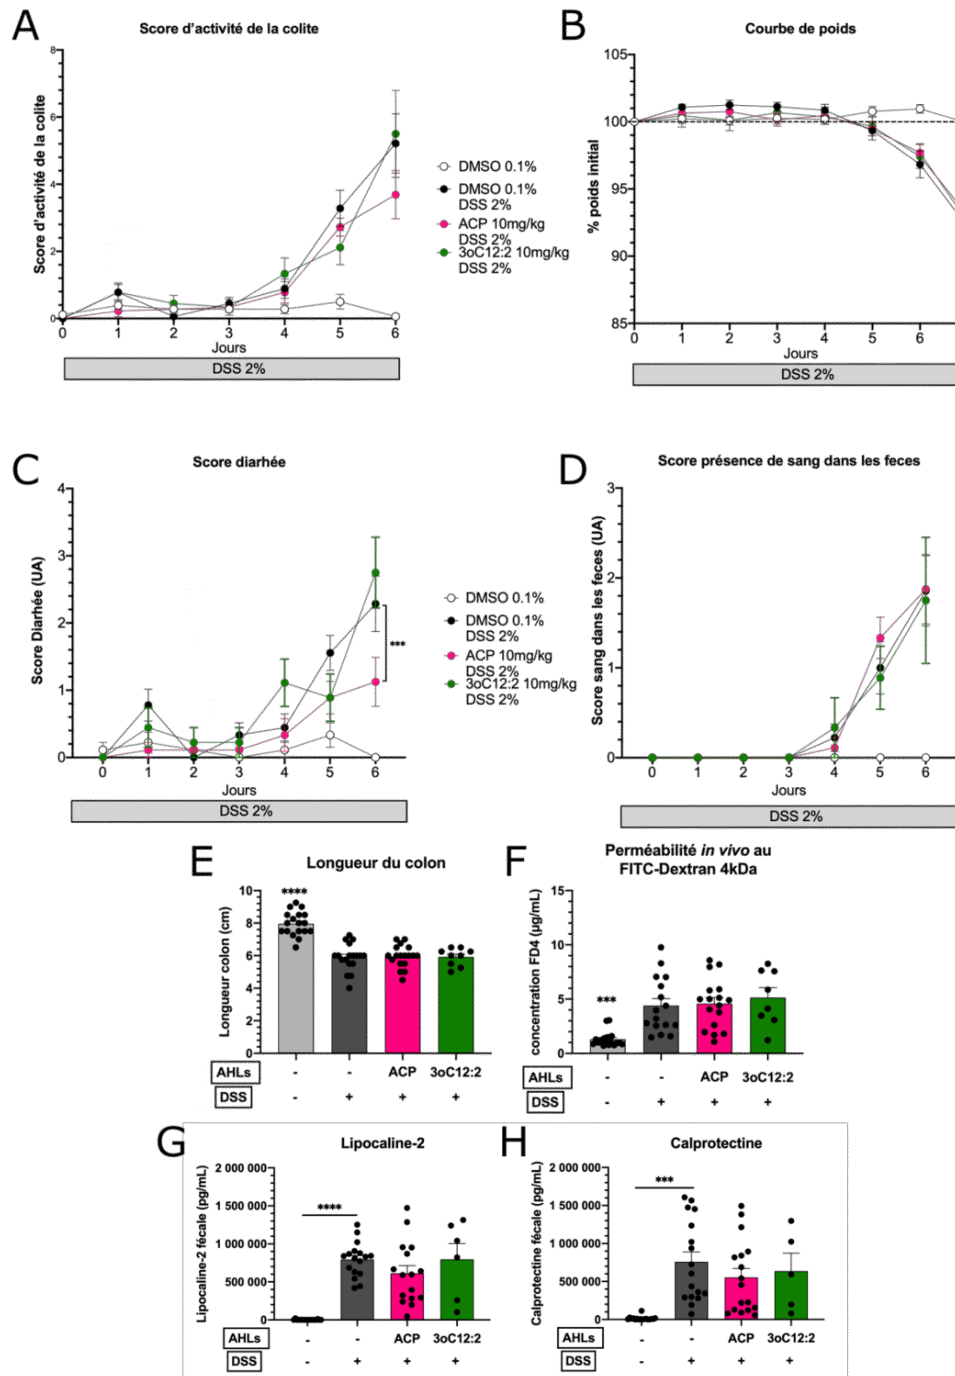 A
Score d'activité de la colite
Score d'activité de la colite
8
6
4
2
0
0 1 2 3 4 5 6
Jours
DSS 2%
DMSO 0.1%
DMSO 0.1%
DSS 2%
ACP 10mg/kg
DSS 2%
3oC12:2 10mg/kg
DSS 2%
B
Courbe de poids
% poids initial
105
100
95
90
85
0 1 2 3 4 5 6
Jours
DSS 2%
C
Score diarhée
Score Diarhée (UA)
4
3
2
1
0
***
0 1 2 3 4 5 6
Jours
DSS 2%
DMSO 0.1%
DMSO 0.1%
DSS 2%
ACP 10mg/kg
DSS 2%
3oC12:2 10mg/kg
DSS 2%
D
Score présence de sang dans les feces
Score sang dans les feces (UA)
3
2
1
0
0 1 2 3 4 5 6
Jours
DSS 2%
E
Longueur du colon
Longueur colon (cm)
10
8
6
4
2
0
****
AHLs - - ACP 3oC12:2
DSS - + + +
F
Perméabilité in vivo au
FITC-Dextran 4kDa
concentration FD4 (µg/mL)
15
10
5
0
***
AHLs - - ACP 3oC12:2
DSS - + + +
G
Lipocaline-2
Lipocaline-2 fécale (pg/mL)
2 000 000
1 500 000
1 000 000
500 000
0
****
AHLs - - ACP 3oC12:2
DSS - + + +
H
Calprotectine
Calprotectine fécale (pg/mL)
2 000 000
1 500 000
1 000 000
500 000
0
***
AHLs - - ACP 3oC12:2
DSS - + + +